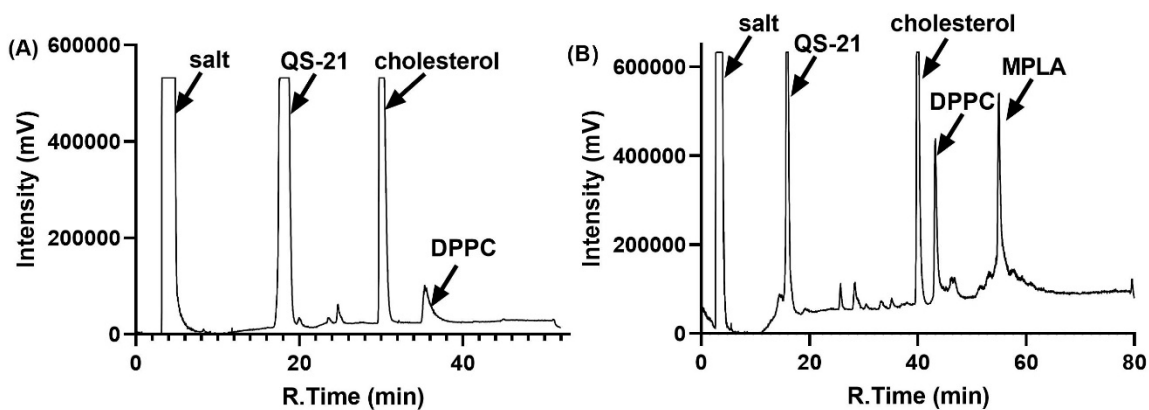 (A)
600000
400000
200000
0
Intensity (mV)
salt
QS-21
cholesterol
DPPC
0
20
40
R.Time (min)
(B)
600000
400000
200000
0
Intensity (mV)
salt
QS-21
cholesterol
DPPC
MPLA
0
20
40
60
80
R.Time (min)